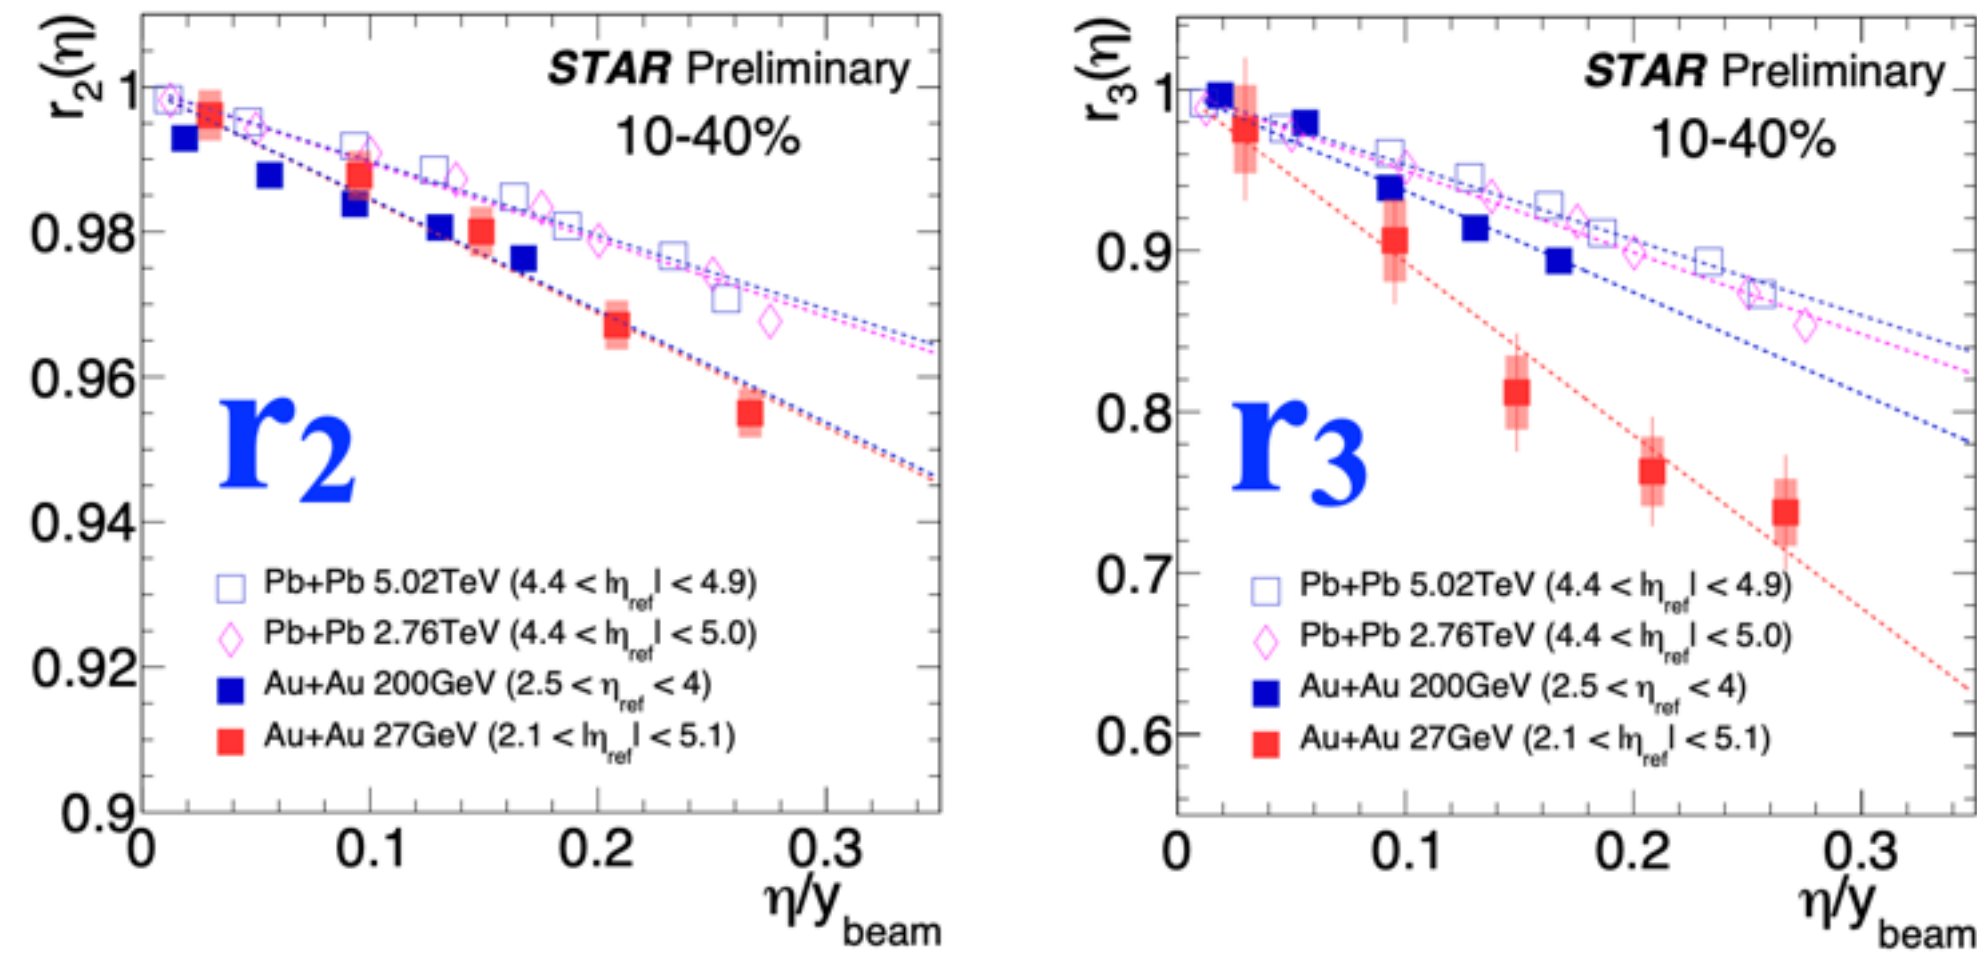 r2(η)
STAR Preliminary
10-40%
1
0.98
0.96
0.94
0.92
0.9
r2
Pb+Pb 5.02TeV (4.4 < |ηref| < 4.9)
Pb+Pb 2.76TeV (4.4 < |ηref| < 5.0)
Au+Au 200GeV (2.5 < ηref < 4)
Au+Au 27GeV (2.1 < |ηref| < 5.1)
0 0.1 0.2 0.3
η/ybeam
r3(η)
STAR Preliminary
10-40%
1
0.9
0.8
0.7
0.6
r3
Pb+Pb 5.02TeV (4.4 < |ηref| < 4.9)
Pb+Pb 2.76TeV (4.4 < |ηref| < 5.0)
Au+Au 200GeV (2.5 < ηref < 4)
Au+Au 27GeV (2.1 < |ηref| < 5.1)
0 0.1 0.2 0.3
η/ybeam